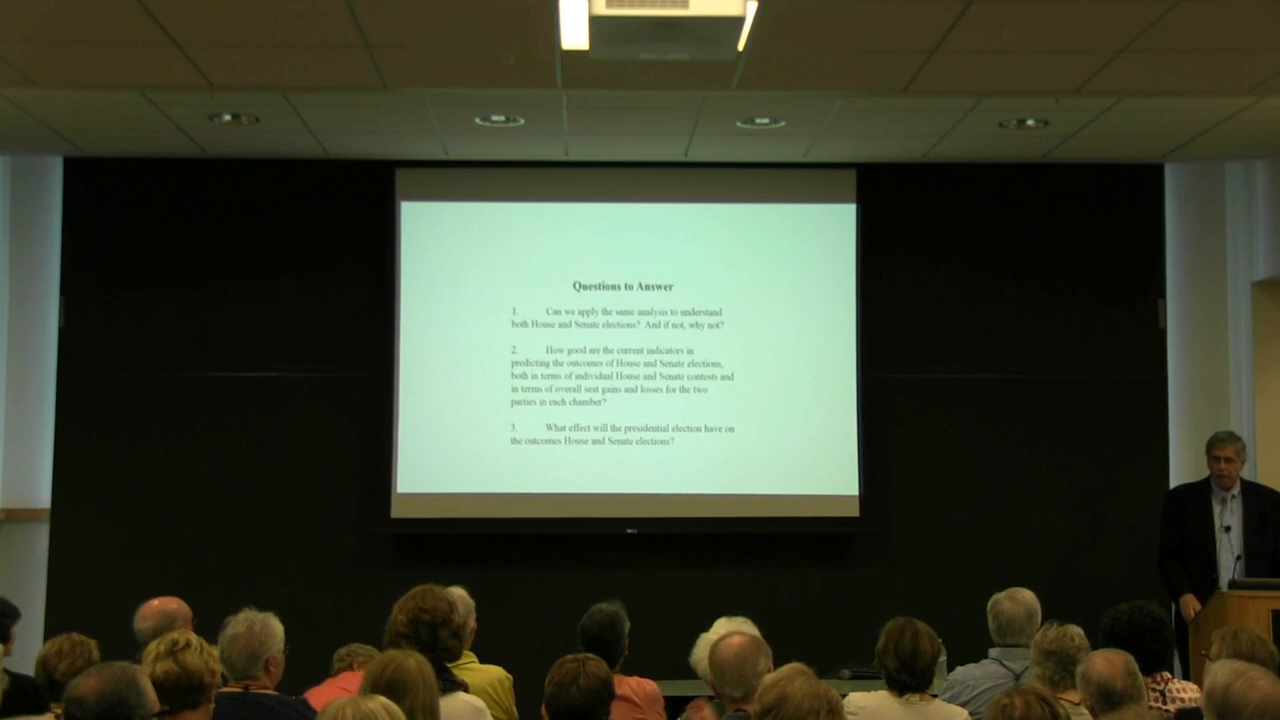 Questions to Answer
1. Can we apply the same analysis to understand
both House and Senate elections? And if not, why not?
2. How good are the current indicators in
predicting the outcomes of House and Senate elections,
both in terms of individual House and Senate contests and
in terms of overall seat gains and losses for the two
parties in each chamber?
3. What effect will the presidential election have on
the outcomes House and Senate elections?